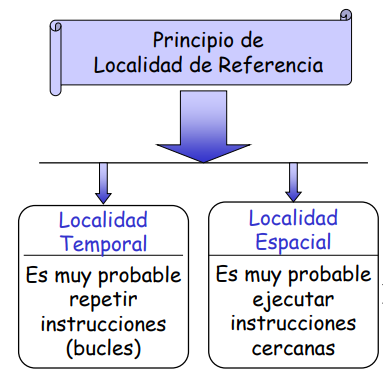 Principio de
Localidad de Referencia
Localidad
Temporal
Es muy probable
repetir
instrucciones
(bucles)
Localidad
Espacial
Es muy probable
ejecutar
instrucciones
cercanas